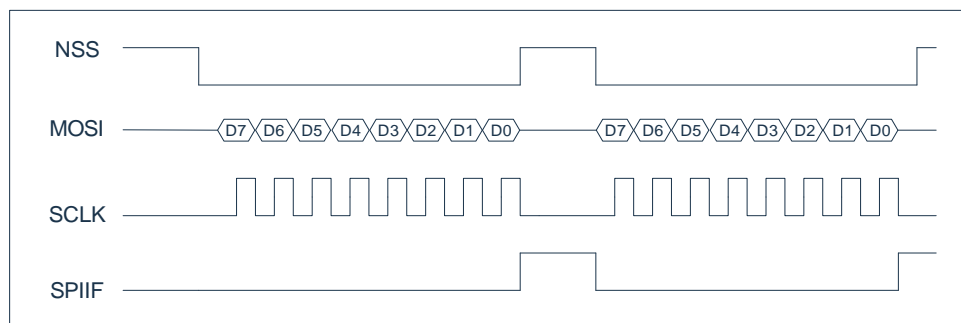 NSS
MOSI D7 D6 D5 D4 D3 D2 D1 D0 D7 D6 D5 D4 D3 D2 D1 D0
SCLK
SPIIF